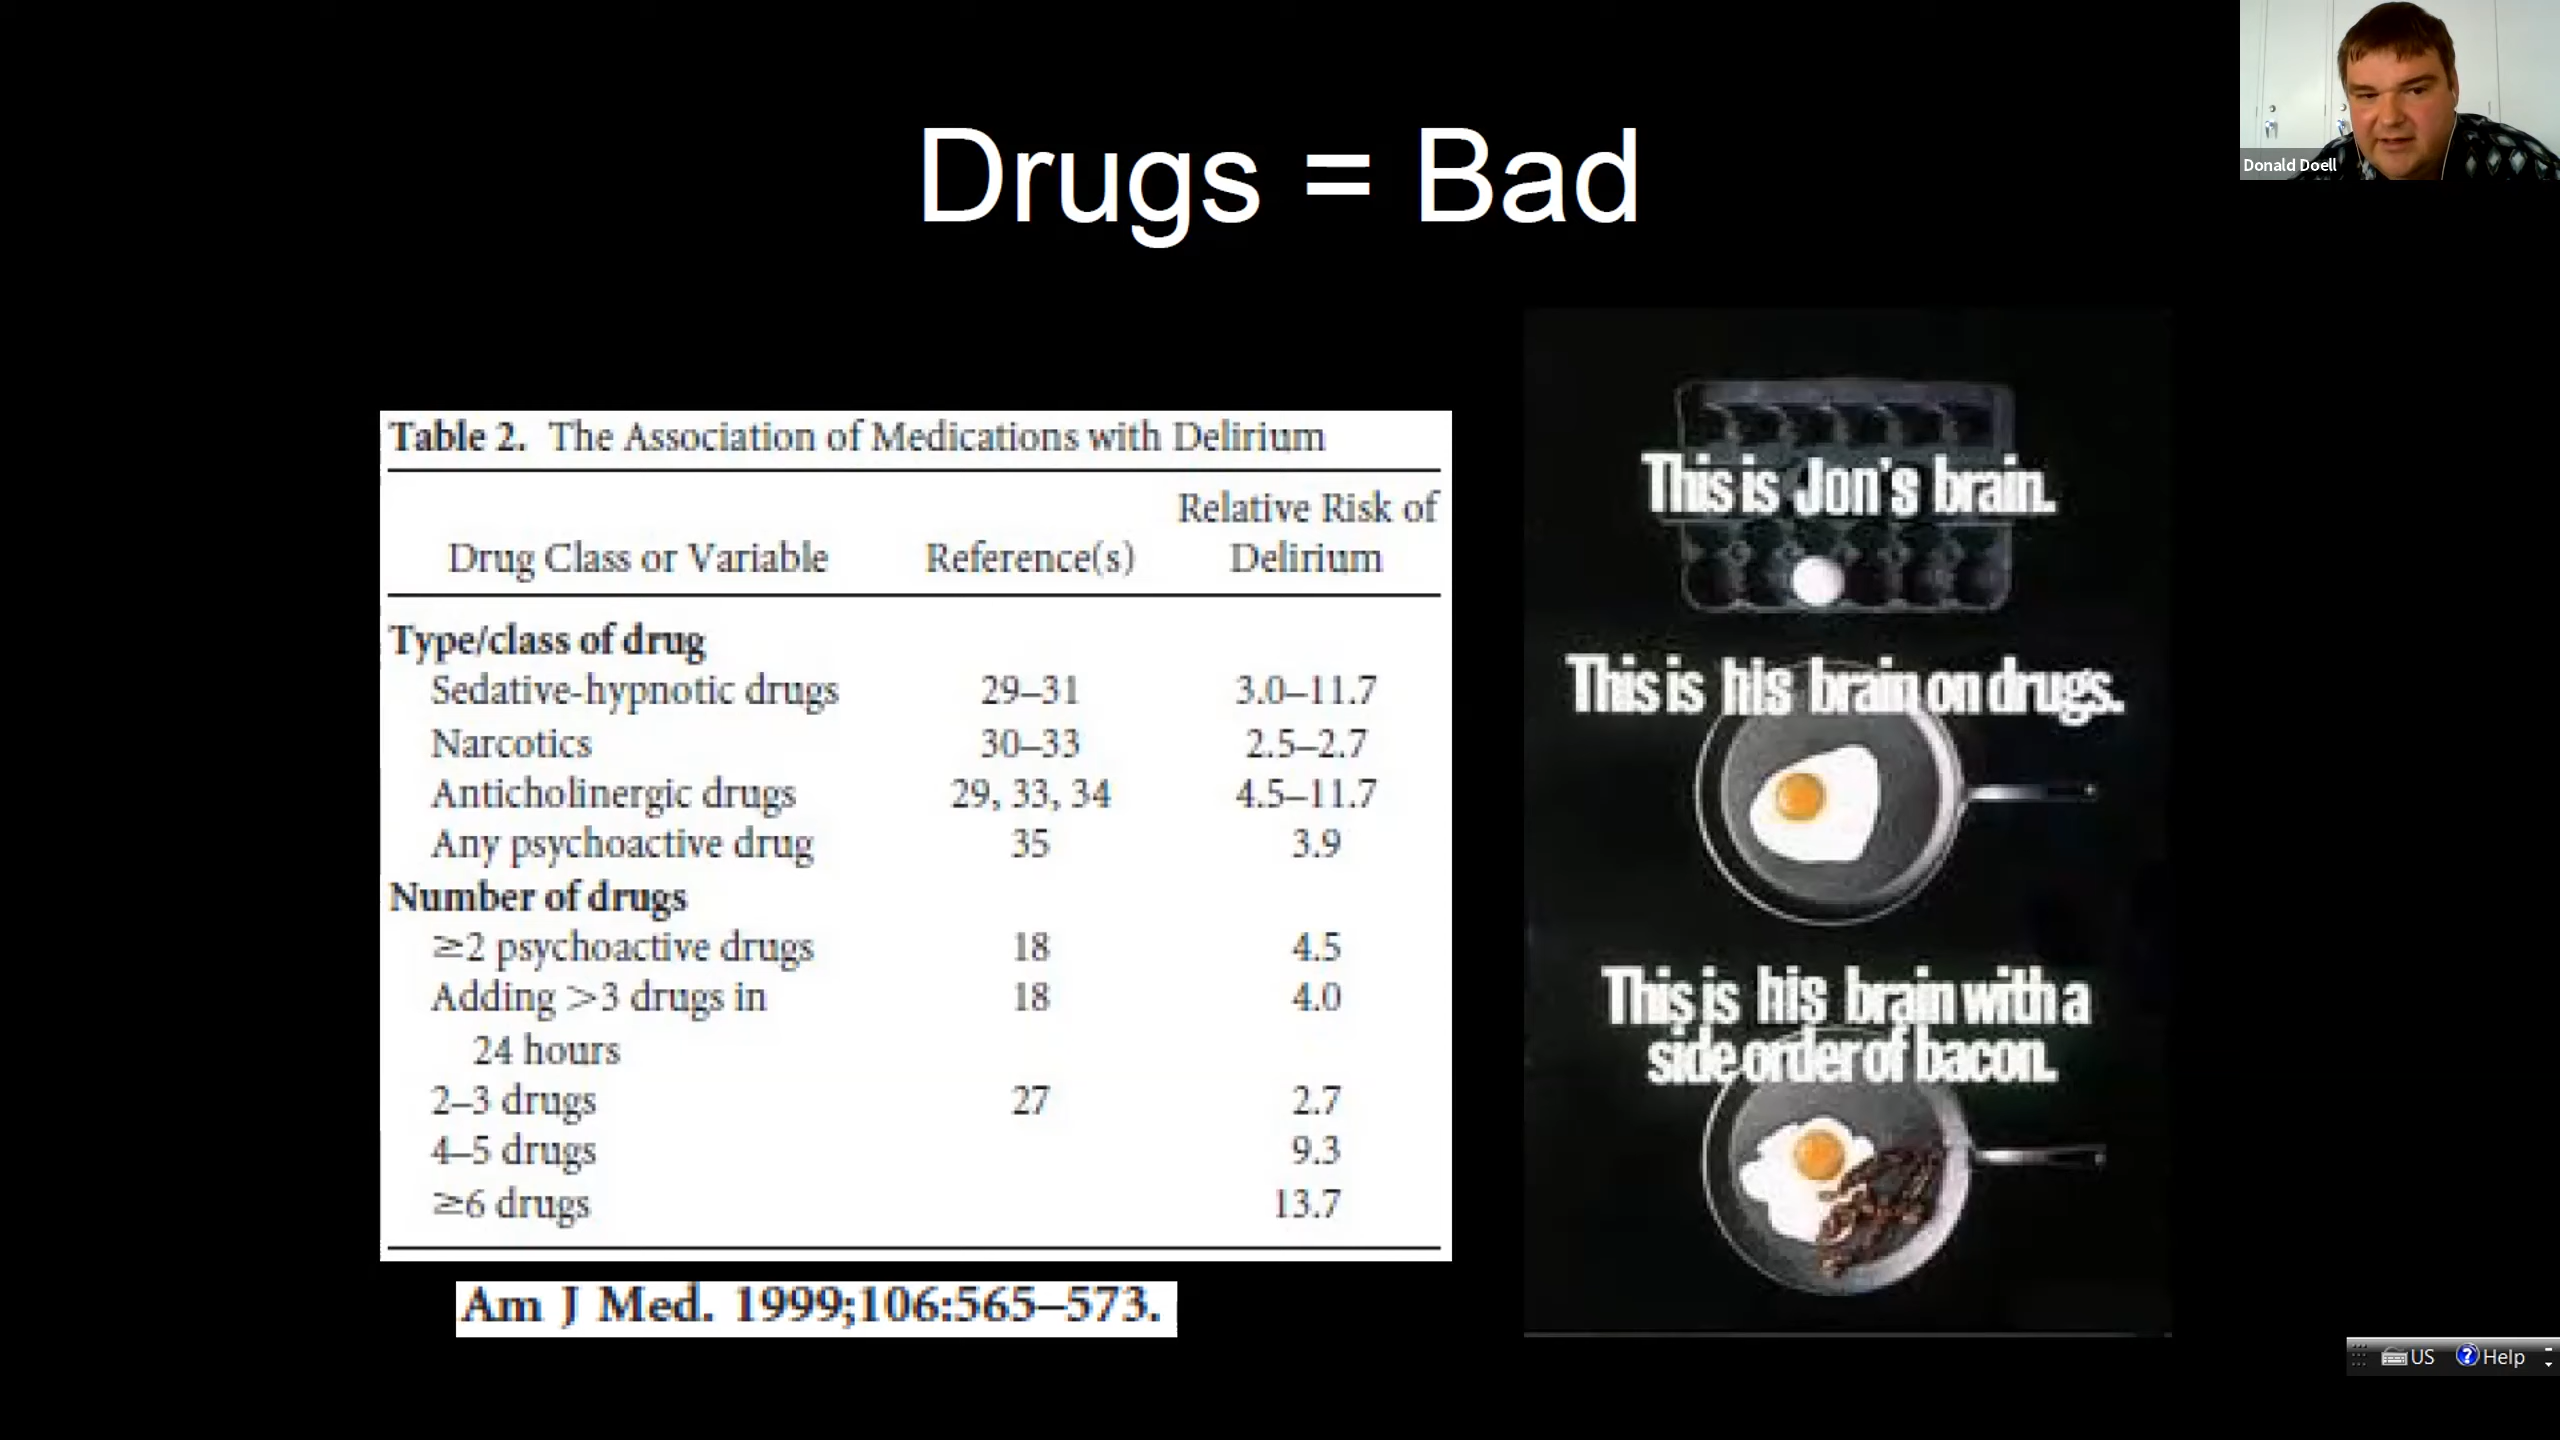 Drugs = Bad
Donald Doell
Table 2. The Association of Medications with Delirium
Drug Class or Variable Reference(s) Relative Risk of Delirium
Type/class of drug
Sedative-hypnotic drugs 29–31 3.0–11.7
Narcotics 30–33 2.5–2.7
Anticholinergic drugs 29, 33, 34 4.5–11.7
Any psychoactive drug 35 3.9
Number of drugs
≥2 psychoactive drugs 18 4.5
Adding >3 drugs in 18 4.0
24 hours
2–3 drugs 27 2.7
4–5 drugs 9.3
≥6 drugs 13.7
Am J Med. 1999;106:565–573.
This is Jon's brain.
This is his brain on drugs.
This is his brain with a
side order of bacon.
US Help